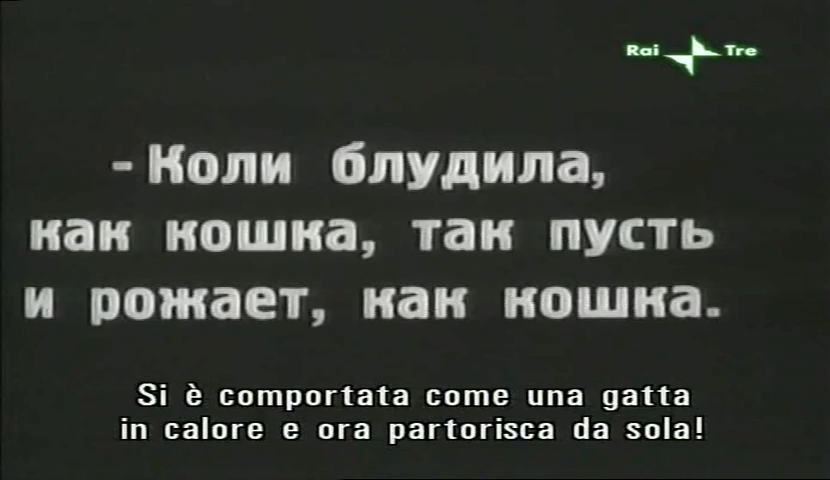 Rai Tre
- Коли блудила,
как кошка, так пусть
и рожает, как кошка.
Si è comportata come una gatta
in calore e ora partorisca da sola!